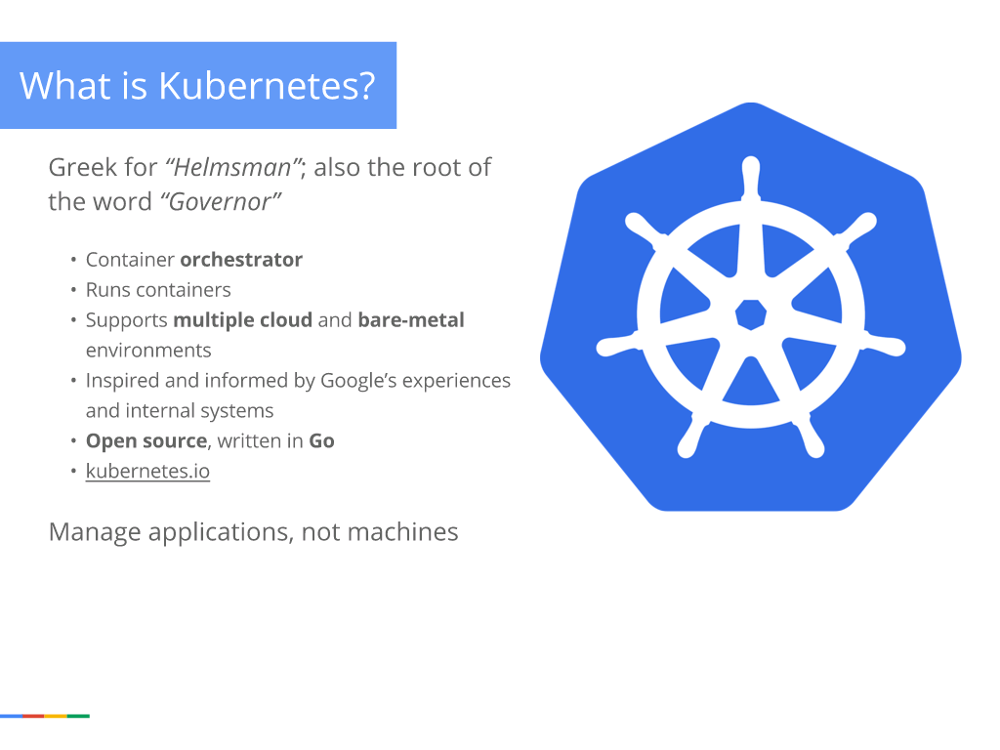 What is Kubernetes?
Greek for “Helmsman”; also the root of
the word “Governor”
• Container orchestrator
• Runs containers
• Supports multiple cloud and bare-metal
environments
• Inspired and informed by Google’s experiences
and internal systems
• Open source, written in Go
• kubernetes.io
Manage applications, not machines